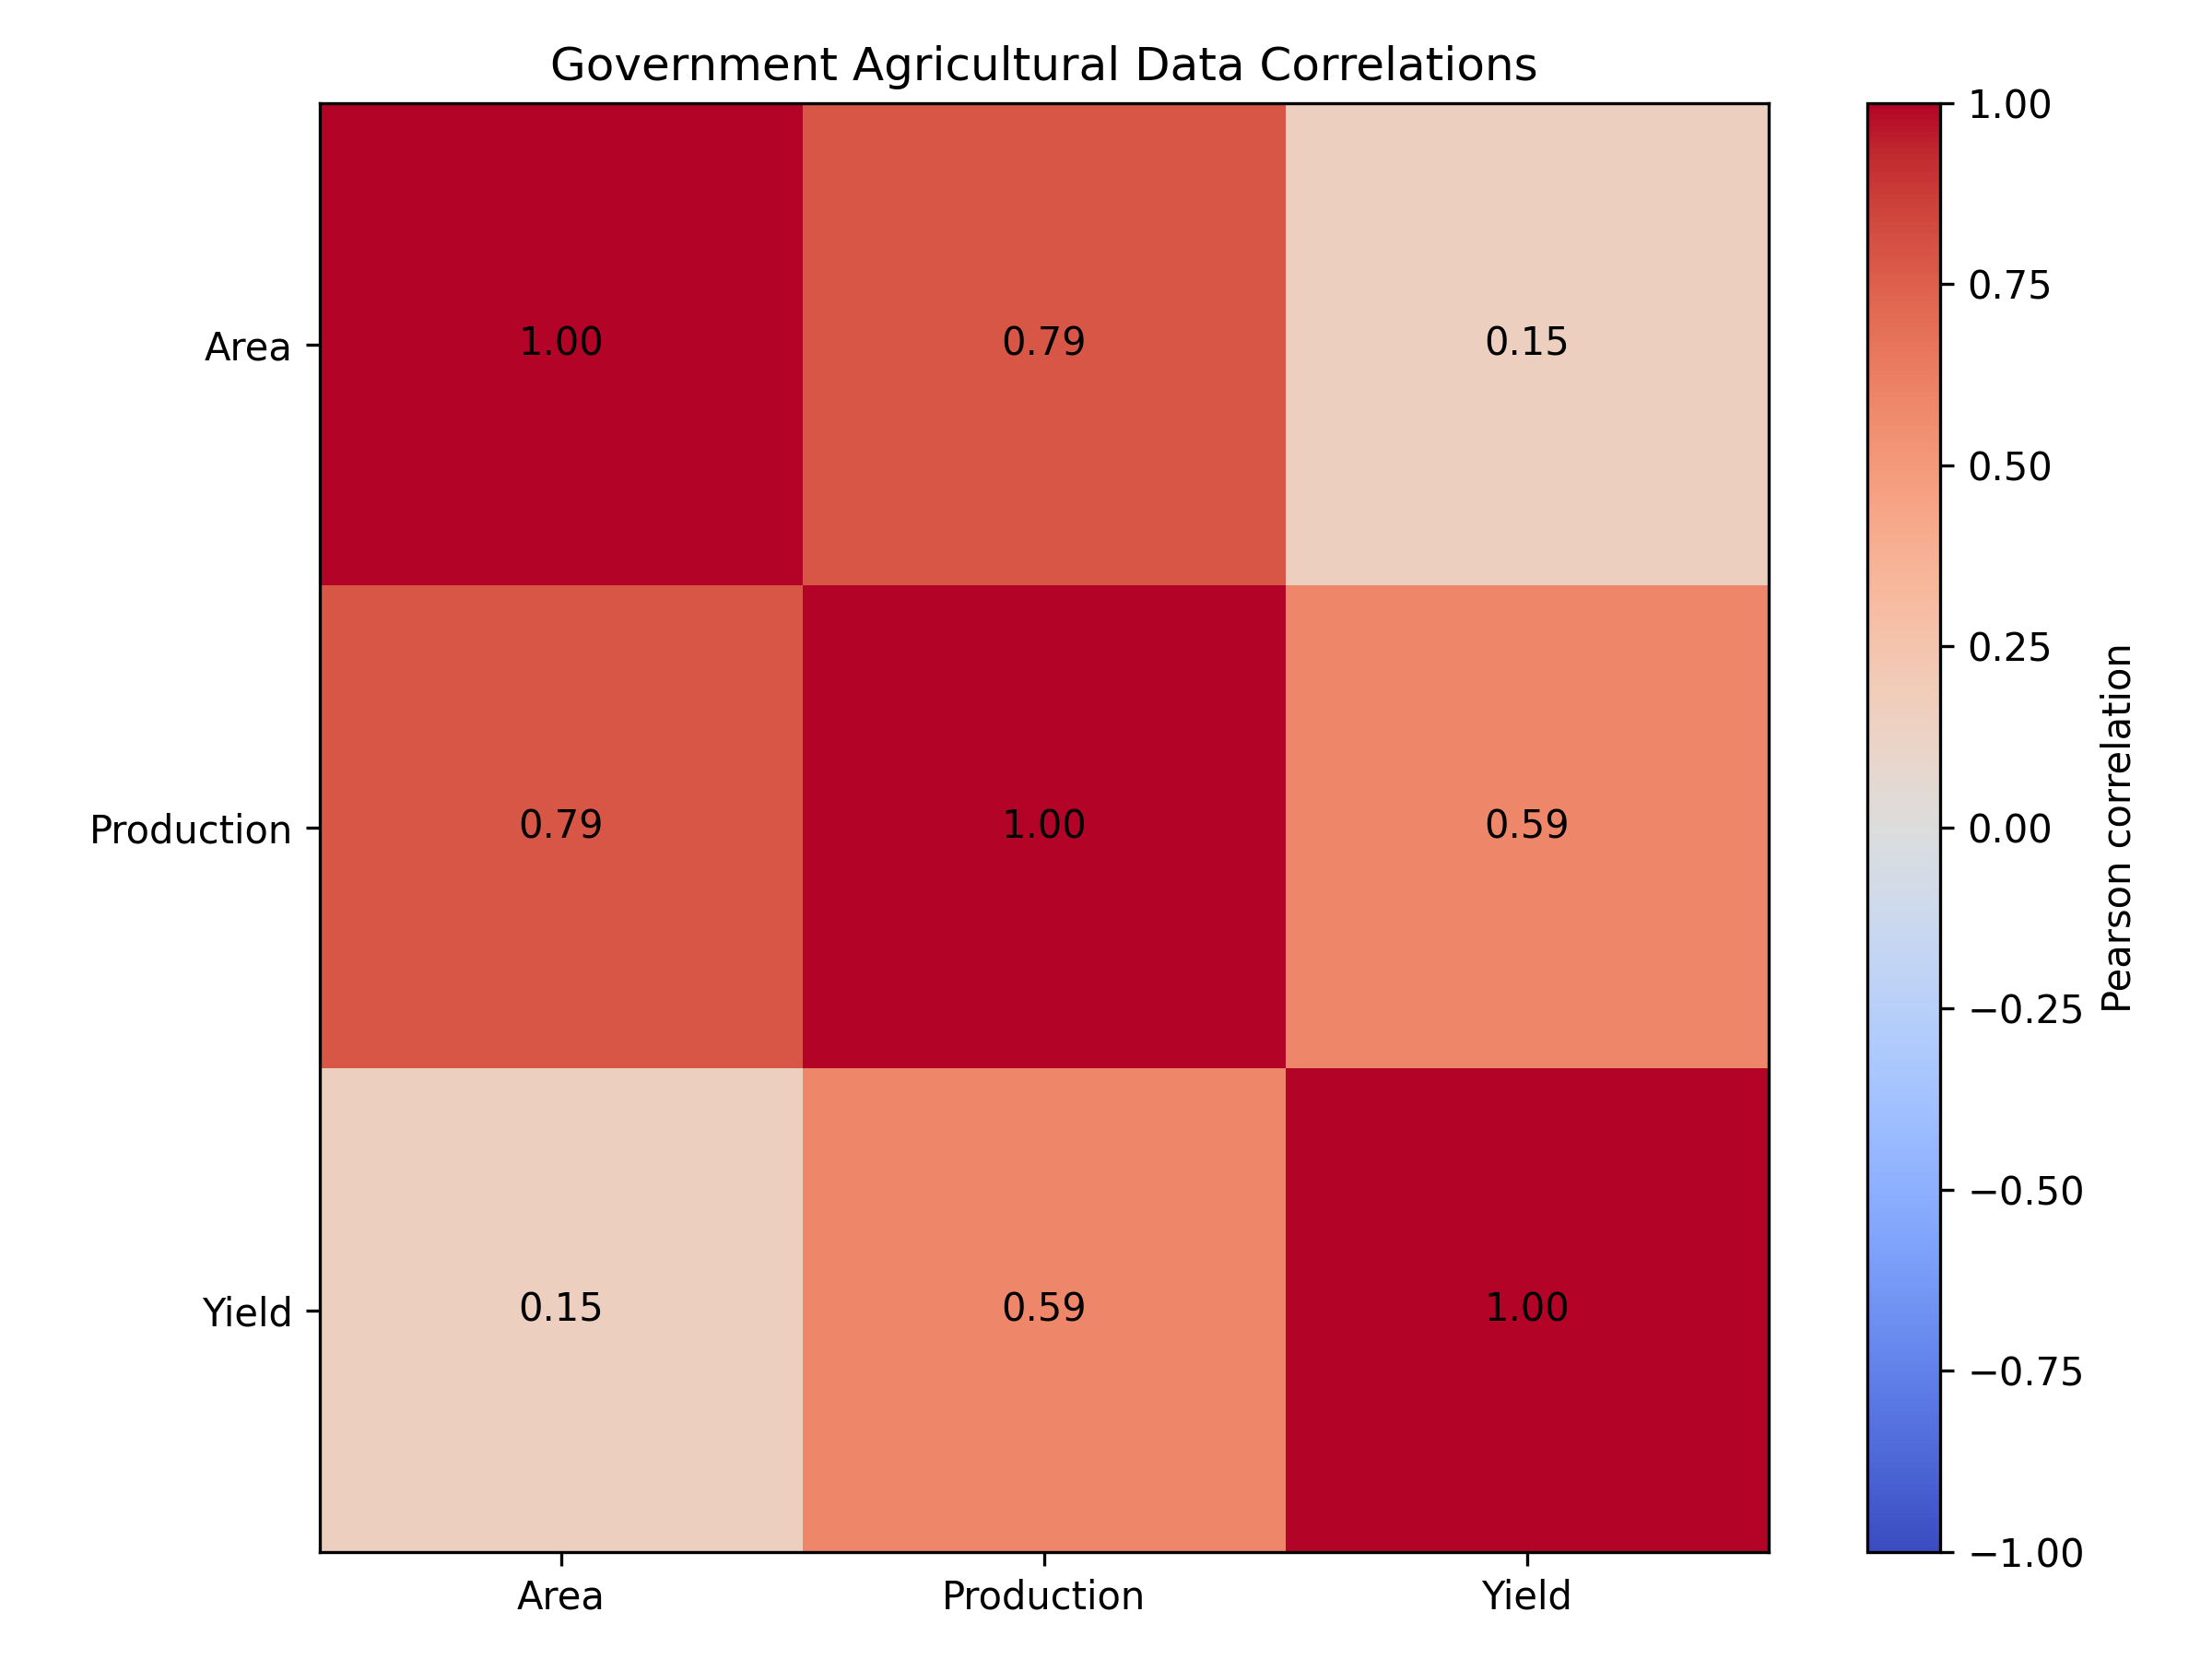 Government Agricultural Data Correlations
Area
1.00
0.79
0.15
Production
0.79
1.00
0.59
Yield
0.15
0.59
1.00
Area
Production
Yield
1.00
0.75
0.50
0.25
0.00
−0.25
−0.50
−0.75
−1.00
Pearson correlation